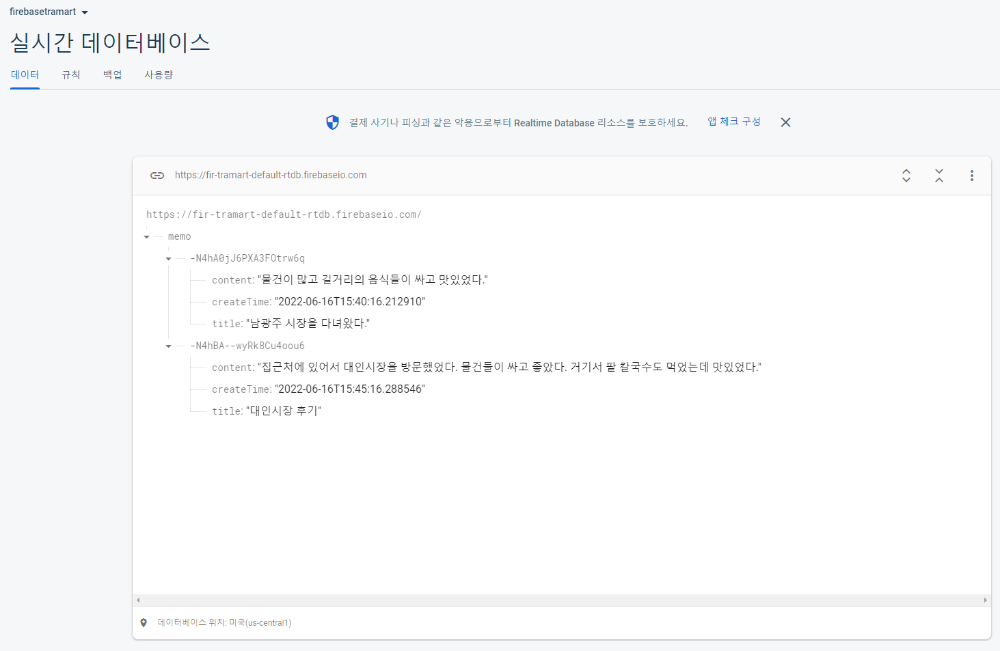 firebasetramart
실시간 데이터베이스
데이터 규칙 백업 사용량
결제 사기나 피싱과 같은 악용으로부터 Realtime Database 리소스를 보호하세요. 앱 체크 구성
https://fir-tramart-default-rtdb.firebaseio.com
https://fir-tramart-default-rtdb.firebaseio.com/
memo
-N4hA0jJ6PXA3FOtrw6q
content: "물건이 많고 길거리의 음식들이 싸고 맛있었다."
createTime: "2022-06-16T15:40:16.212910"
title: "남광주 시장을 다녀왔다."
-N4hBA--wyRk8Cu4oou6
content: "집근처에 있어서 대인시장을 방문했었다. 물건들이 싸고 좋았다. 거기서 팥 칼국수도 먹었는데 맛있었다."
createTime: "2022-06-16T15:45:16.288546"
title: "대인시장 후기"
데이터베이스 위치: 미국(us-central1)